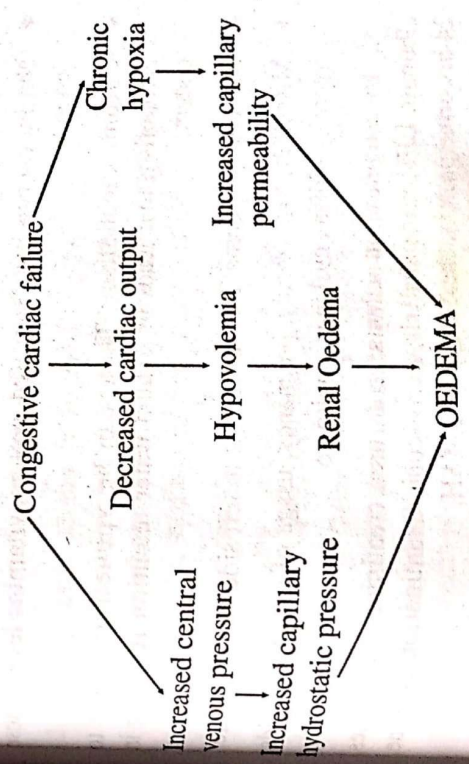 Congestive cardiac failure
Increased central
venous pressure
Increased capillary
hydrostatic pressure
Decreased cardiac output
Hypovolemia
Renal Oedema
Chronic
hypoxia
Increased capillary
permeability
OEDEMA